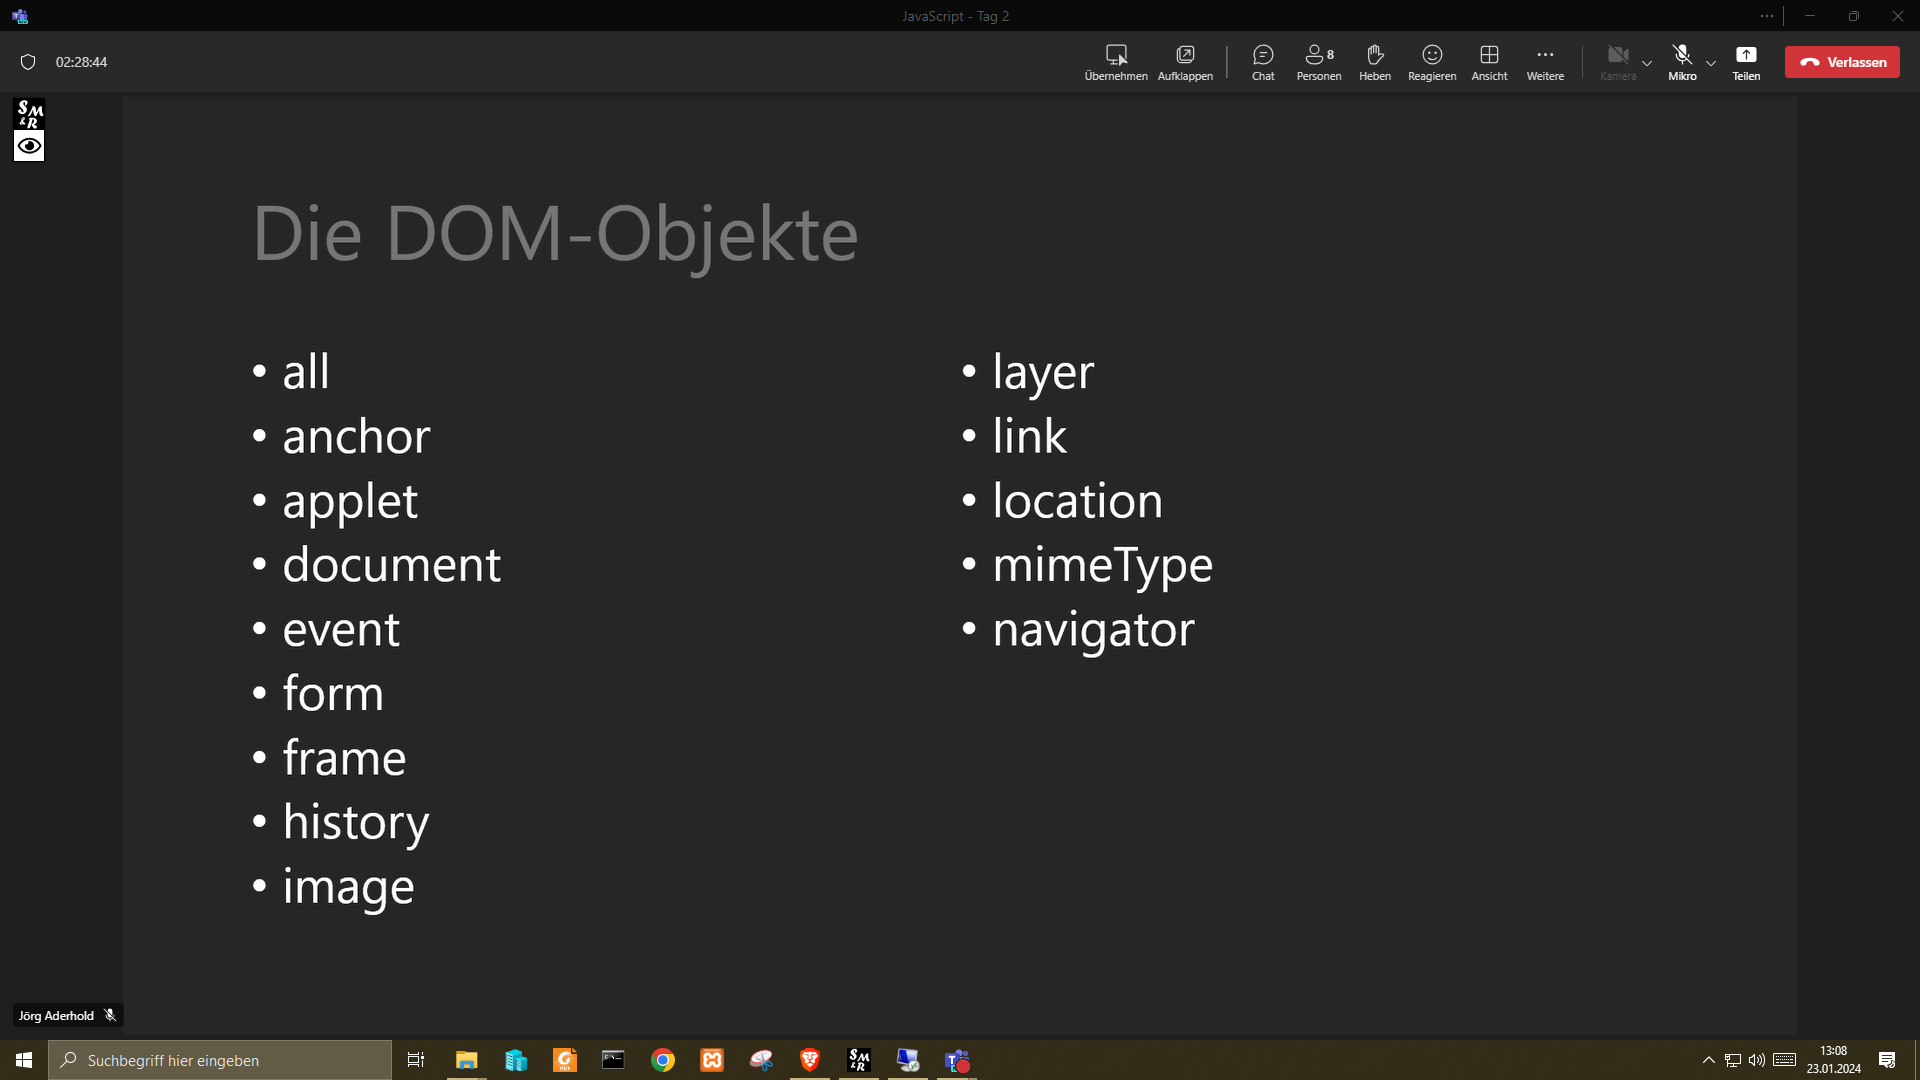 JavaScript - Tag 2
02:28:44
Übernehmen
Aufklappen
Chat
8
Personen
Heben
Reagieren
Ansicht
Weitere
Kamera
Mikro
Teilen
Verlassen
S M & R
Die DOM-Objekte
• all
• anchor
• applet
• document
• event
• form
• frame
• history
• image
• layer
• link
• location
• mimeType
• navigator
Jörg Aderhold
Suchbegriff hier eingeben
PDF
S M & R
13:08
23.01.2024